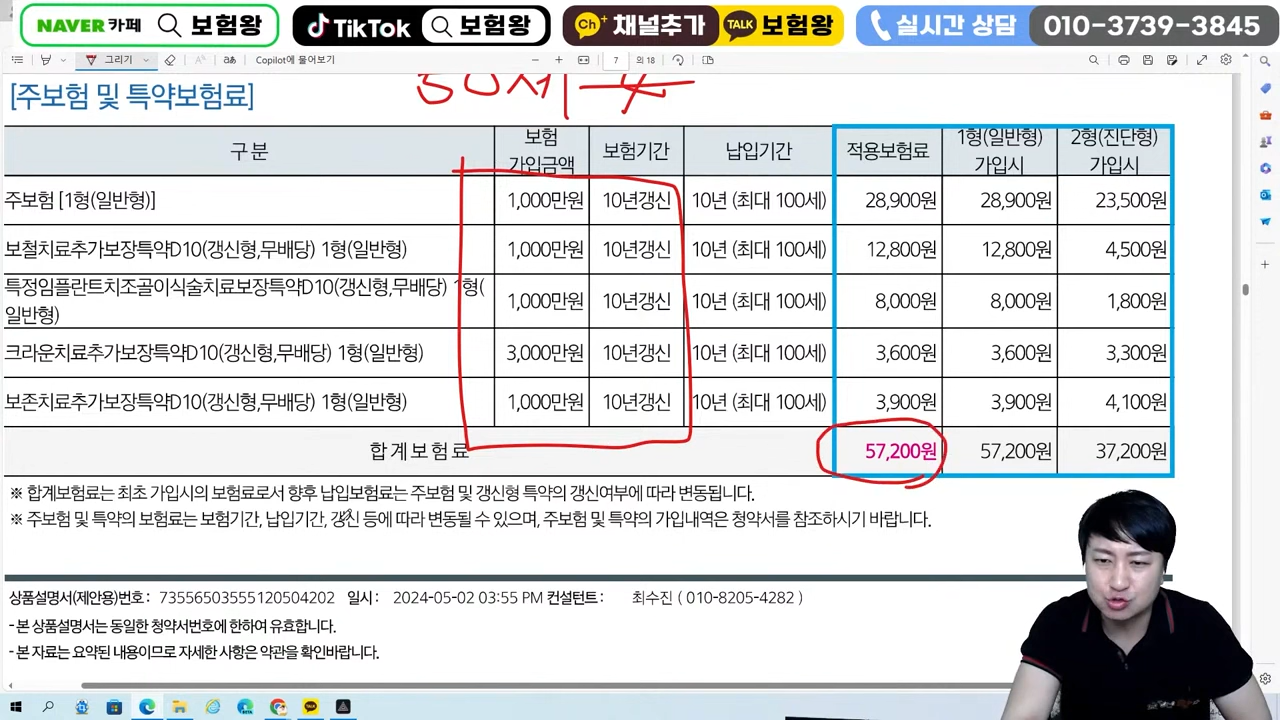 NAVER 카페 보험왕 TikTok 보험왕 Ch+ 채널추가 TALK 보험왕 실시간 상담 010-3739-3845
그리기 Copilot에 물어보기 7 의 18
[주보험 및 특약보험료]
구 분 보험 가입금액 보험기간 납입기간 적용보험료 1형(일반형) 가입시 2형(진단형) 가입시
주보험 [1형(일반형)] 1,000만원 10년갱신 10년 (최대 100세) 28,900원 28,900원 23,500원
보철치료추가보장특약D10(갱신형,무배당) 1형(일반형) 1,000만원 10년갱신 10년 (최대 100세) 12,800원 12,800원 4,500원
특정임플란트치조골이식술치료보장특약D10(갱신형,무배당) 1형(일반형) 1,000만원 10년갱신 10년 (최대 100세) 8,000원 8,000원 1,800원
크라운치료추가보장특약D10(갱신형,무배당) 1형(일반형) 3,000만원 10년갱신 10년 (최대 100세) 3,600원 3,600원 3,300원
보존치료추가보장특약D10(갱신형,무배당) 1형(일반형) 1,000만원 10년갱신 10년 (최대 100세) 3,900원 3,900원 4,100원
합계보험료 57,200원 57,200원 37,200원
※ 합계보험료는 최초 가입시의 보험료로서 향후 납입보험료는 주보험 및 갱신형 특약의 갱신여부에 따라 변동됩니다.
※ 주보험 및 특약의 보험료는 보험기간, 납입기간, 갱신 등에 따라 변동될 수 있으며, 주보험 및 특약의 가입내역은 청약서를 참조하시기 바랍니다.
상품설명서(제안용)번호 : 73556503555120504202 일시 : 2024-05-02 03:55 PM 컨설턴트 : 최수진 ( 010-8205-4282 )
- 본 상품설명서는 동일한 청약서번호에 한하여 유효합니다.
- 본 자료는 요약된 내용이므로 자세한 사항은 약관을 확인바랍니다.